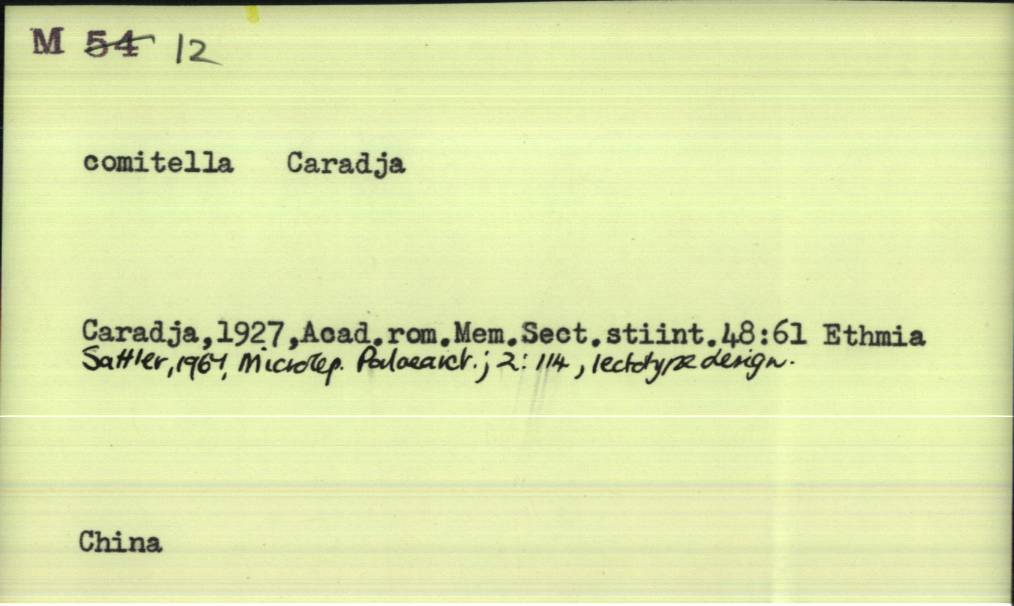 M 54 12
comitella Caradja
Caradja,1927,Acad.rom.Mem.Sect.stiint.48:61 Ethmia
Sattler, 1967, Microlep. Palaearct.; 2: 114, lectotype design.
China